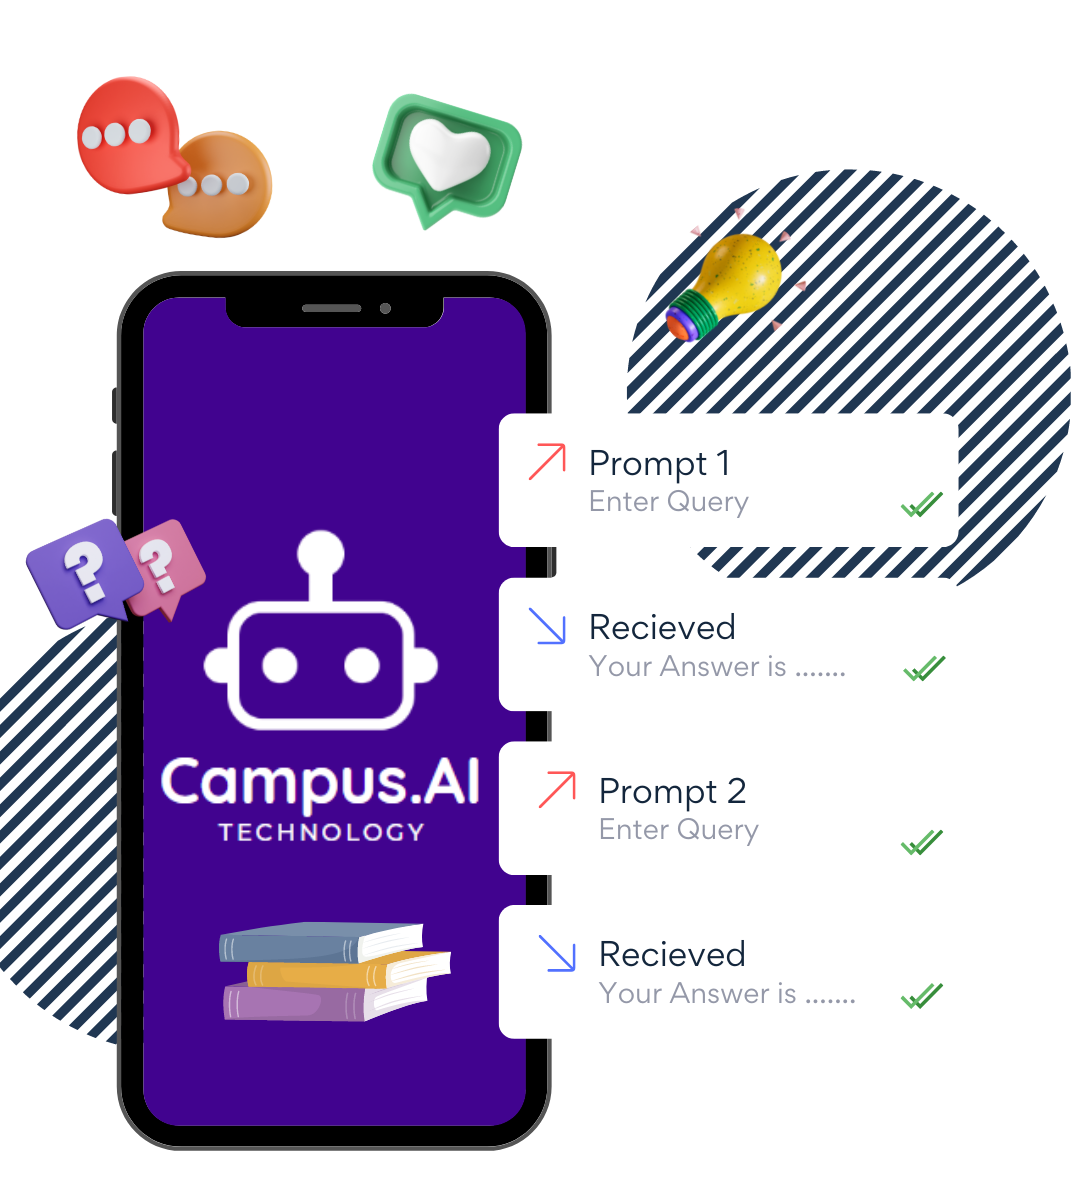 ? ?
Campus.AI
TECHNOLOGY
Prompt 1
Enter Query
Recieved
Your Answer is .......
Prompt 2
Enter Query
Recieved
Your Answer is .......